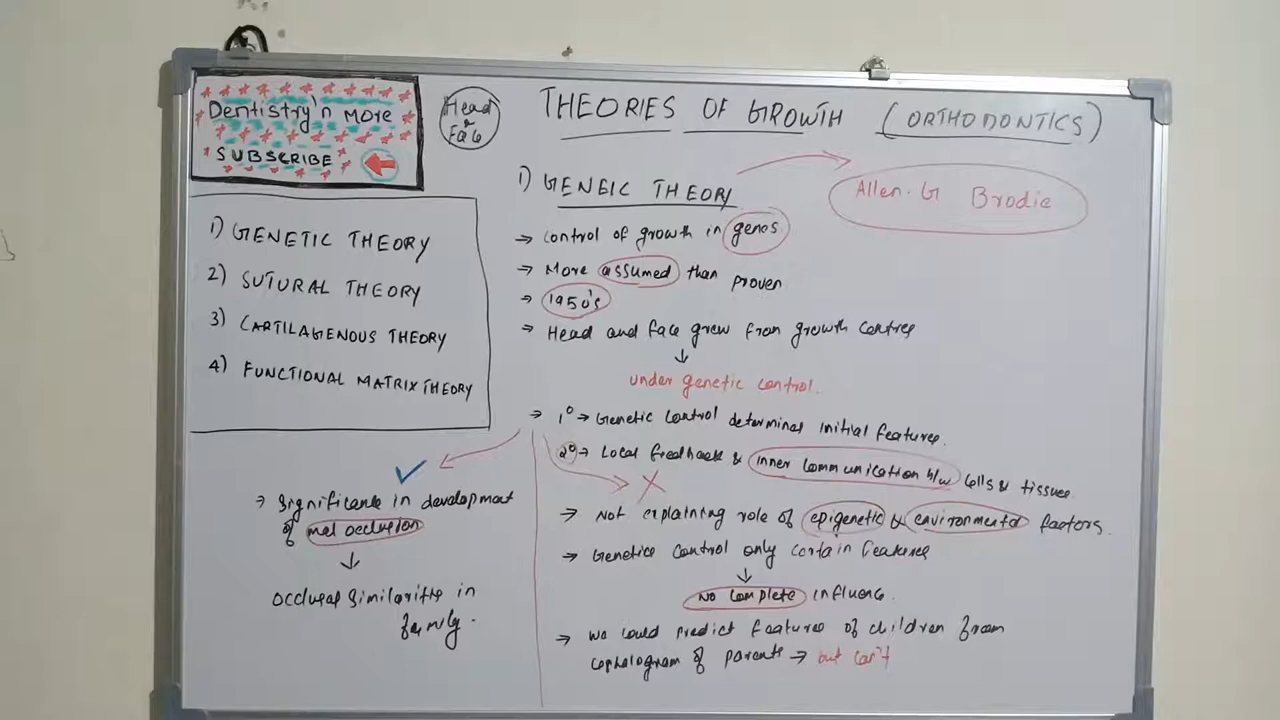 Dentistry'n More
SUBSCRIBE
Head
&
Face
THEORIES OF GROWTH (ORTHODONTICS)
1) GENETIC THEORY
2) SUTURAL THEORY
3) CARTILAGENOUS THEORY
4) FUNCTIONAL MATRIX THEORY
1) GENEIC THEORY
Allen. G Brodie
→ Control of growth in genes
→ More assumed than proven
→ 1950's
→ Head and face grew from growth centres
↓
under genetic control.
→ 1° → Genetic control determines initial features.
2° → Local feedback & inner communication b/w cells & tissues
✓
→ Significance in development
of mal occlusion
↓
Occlusal similarities in
family.
X
→ Not explaining role of epigenetic & environmental factors.
→ Genetics control only certain features
↓
No complete influence.
→ We could predict features of children from
cephalogram of parents → but can't